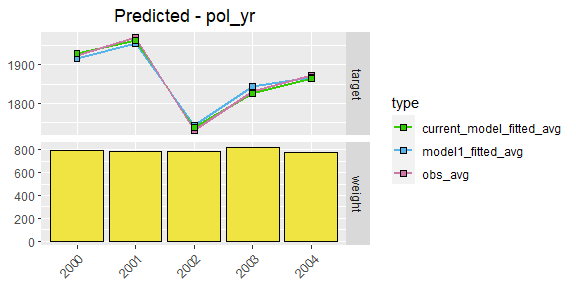 Predicted - pol_yr
1900
1800
target
800
600
400
200
0
weight
2000
2001
2002
2003
2004
type
current_model_fitted_avg
model1_fitted_avg
obs_avg